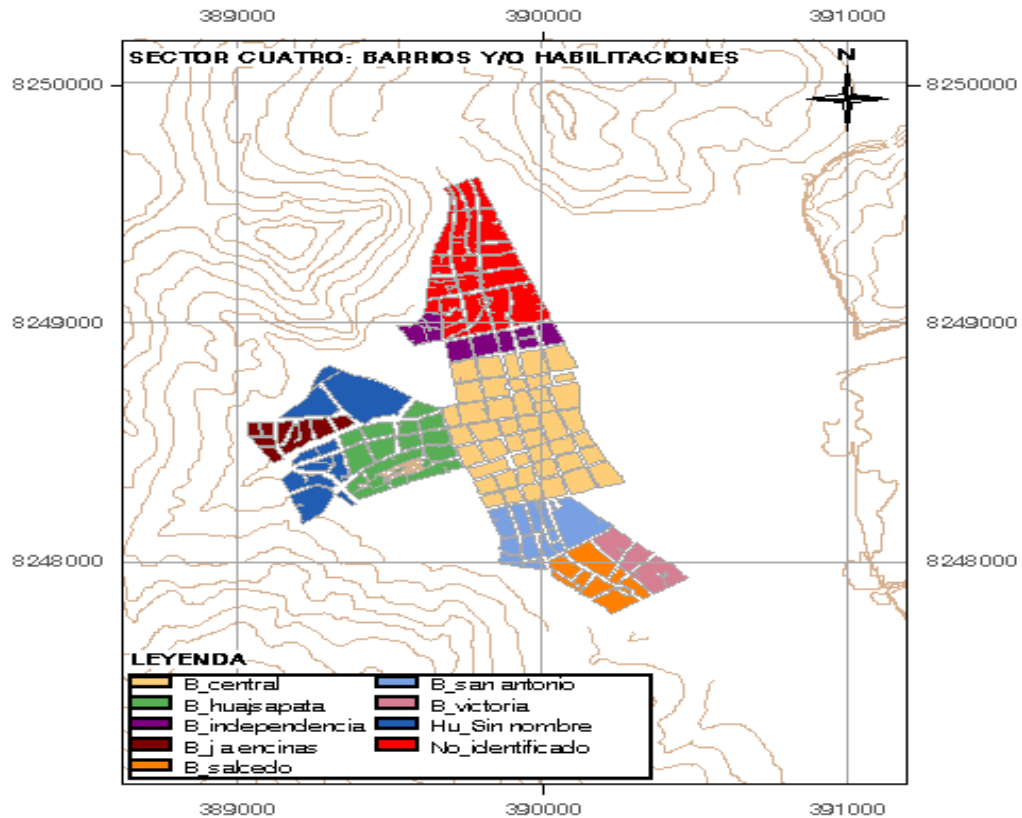 389000 390000 391000
SECTOR CUATRO: BARRIOS Y/O HABILITACIONES
N
8250000 8250000
8249000 8249000
8248000 8248000
LEYENDA
B_central B_san antonio
B_huajsapata B_victoria
B_independencia Hu_Sin nombre
B_j a encinas No_identificado
B_salcedo
389000 390000 391000